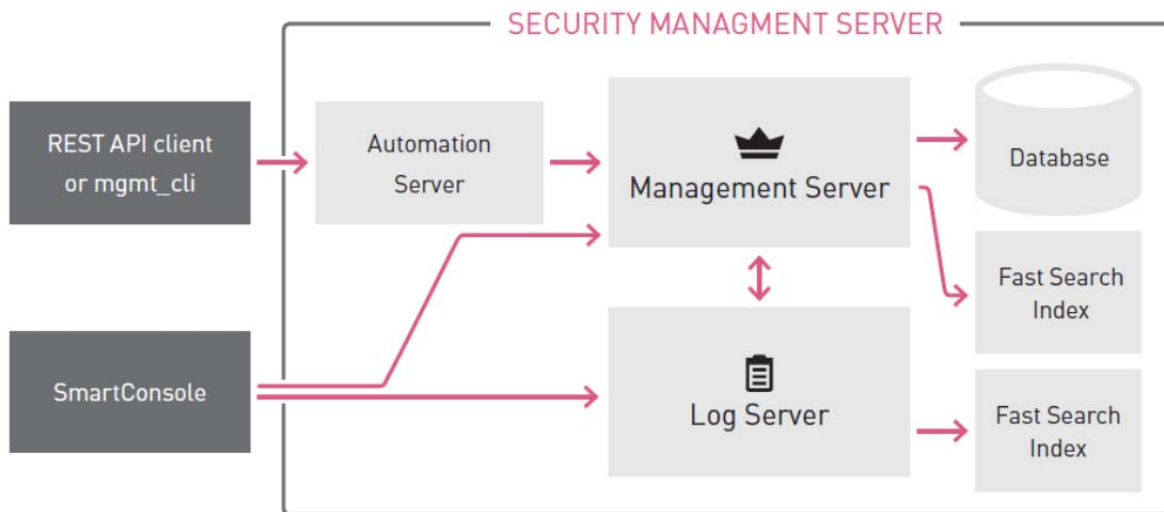 SECURITY MANAGMENT SERVER
REST API client
or mgmt_cli
Automation
Server
Management Server
Database
Fast Search
Index
SmartConsole
Log Server
Fast Search
Index